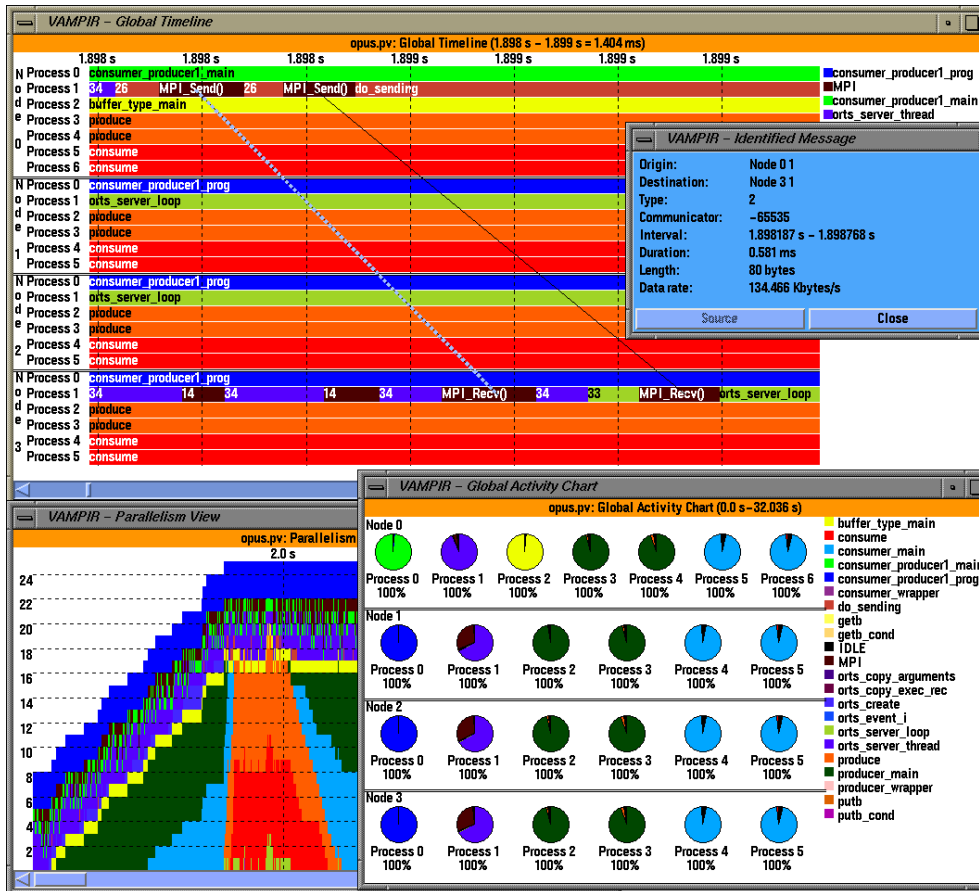 VAMPIR – Global Timeline
opus.pv: Global Timeline (1.898 s – 1.899 s = 1.404 ms)
1.898 s 1.898 s 1.898 s 1.899 s 1.899 s 1.899 s 1.899 s
Node 0
Process 0 consumer_producer1_main
Process 1 34 26 MPI_Send() 26 MPI_Send() do_sending
Process 2 buffer_type_main
Process 3 produce
Process 4 produce
Process 5 consume
Process 6 consume
Node 1
Process 0 consumer_producer1_prog
Process 1 orts_server_loop
Process 2 produce
Process 3 produce
Process 4 consume
Process 5 consume
Node 2
Process 0 consumer_producer1_prog
Process 1 orts_server_loop
Process 2 produce
Process 3 produce
Process 4 consume
Process 5 consume
Node 3
Process 0 consumer_producer1_prog
Process 1 34 14 34 14 34 MPI_Recv() 34 33 MPI_Recv() orts_server_loop
Process 2 produce
Process 3 produce
Process 4 consume
Process 5 consume
consumer_producer1_prog
MPI
consumer_producer1_main
orts_server_thread
VAMPIR – Identified Message
Origin: Node 0 1
Destination: Node 3 1
Type: 2
Communicator: -65535
Interval: 1.898187 s – 1.898768 s
Duration: 0.581 ms
Length: 80 bytes
Data rate: 134.466 Kbytes/s
Source Close
VAMPIR – Parallelism View
opus.pv: Parallelism
2.0 s
24
22
20
18
16
14
12
10
8
6
4
2
VAMPIR – Global Activity Chart
opus.pv: Global Activity Chart (0.0 s–32.036 s)
Node 0
Process 0 Process 1 Process 2 Process 3 Process 4 Process 5 Process 6
100% 100% 100% 100% 100% 100% 100%
Node 1
Process 0 Process 1 Process 2 Process 3 Process 4 Process 5
100% 100% 100% 100% 100% 100%
Node 2
Process 0 Process 1 Process 2 Process 3 Process 4 Process 5
100% 100% 100% 100% 100% 100%
Node 3
Process 0 Process 1 Process 2 Process 3 Process 4 Process 5
100% 100% 100% 100% 100% 100%
buffer_type_main
consume
consumer_main
consumer_producer1_main
consumer_producer1_prog
consumer_wrapper
do_sending
getb
getb_cond
IDLE
MPI
orts_copy_arguments
orts_copy_exec_rec
orts_create
orts_event_i
orts_server_loop
orts_server_thread
produce
producer_main
producer_wrapper
putb
putb_cond